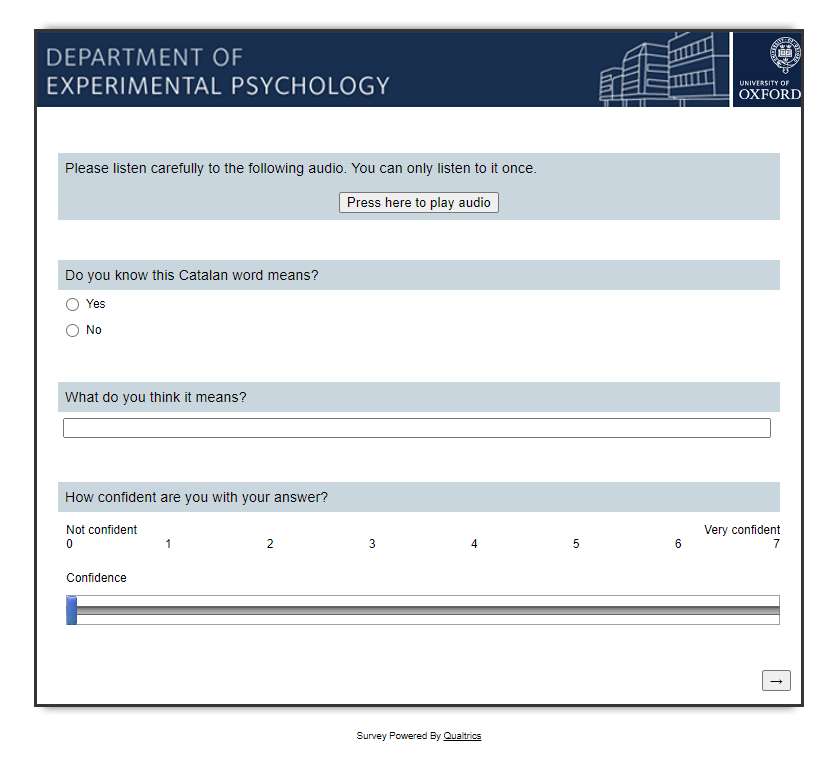 DEPARTMENT OF
EXPERIMENTAL PSYCHOLOGY
UNIVERSITY OF
OXFORD
Please listen carefully to the following audio. You can only listen to it once.
Press here to play audio
Do you know this Catalan word means?
Yes
No
What do you think it means?
How confident are you with your answer?
Not confident Very confident
0 1 2 3 4 5 6 7
Confidence
→
Survey Powered By Qualtrics